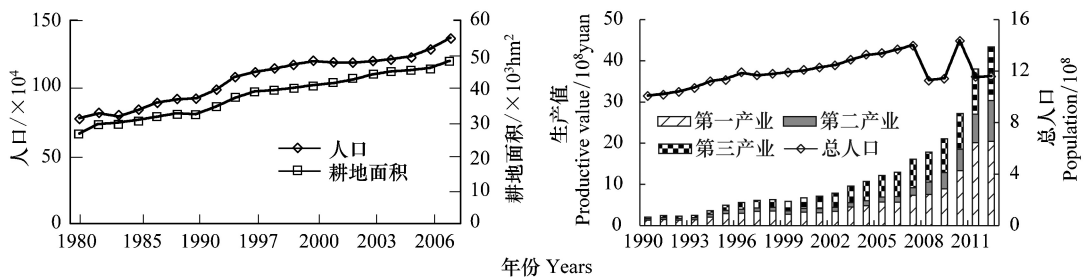 150
100
50
0
人口/×10⁴
60
50
40
30
20
10
0
耕地面积/×10³hm²
人口
耕地面积
1980 1985 1990 1997 2000 2003 2006
50
40
30
20
10
0
生产值
Productive value/10⁸yuan
16
12
8
4
0
总人口
Population/10⁸
第一产业 第二产业
第三产业 总人口
1990 1993 1996 1999 2002 2005 2008 2011
年份 Years